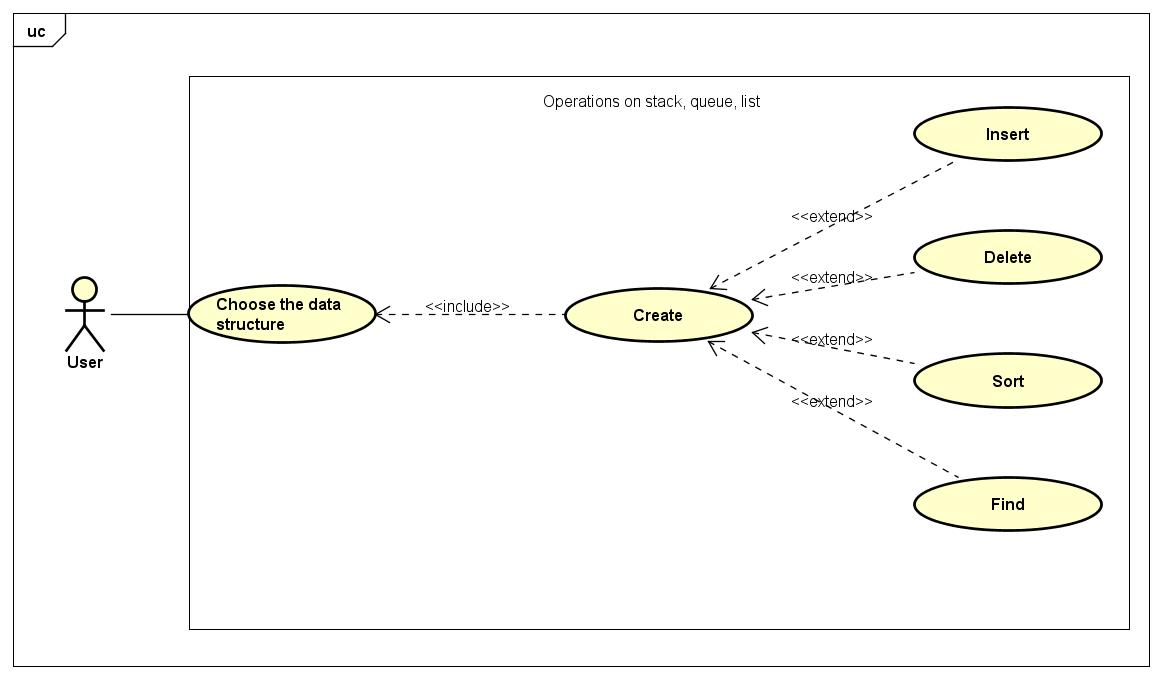 uc
Operations on stack, queue, list
Insert
<<extend>>
Delete
<<extend>>
Choose the data
structure
<<include>>
Create
<<extend>>
Sort
User
<<extend>>
Find